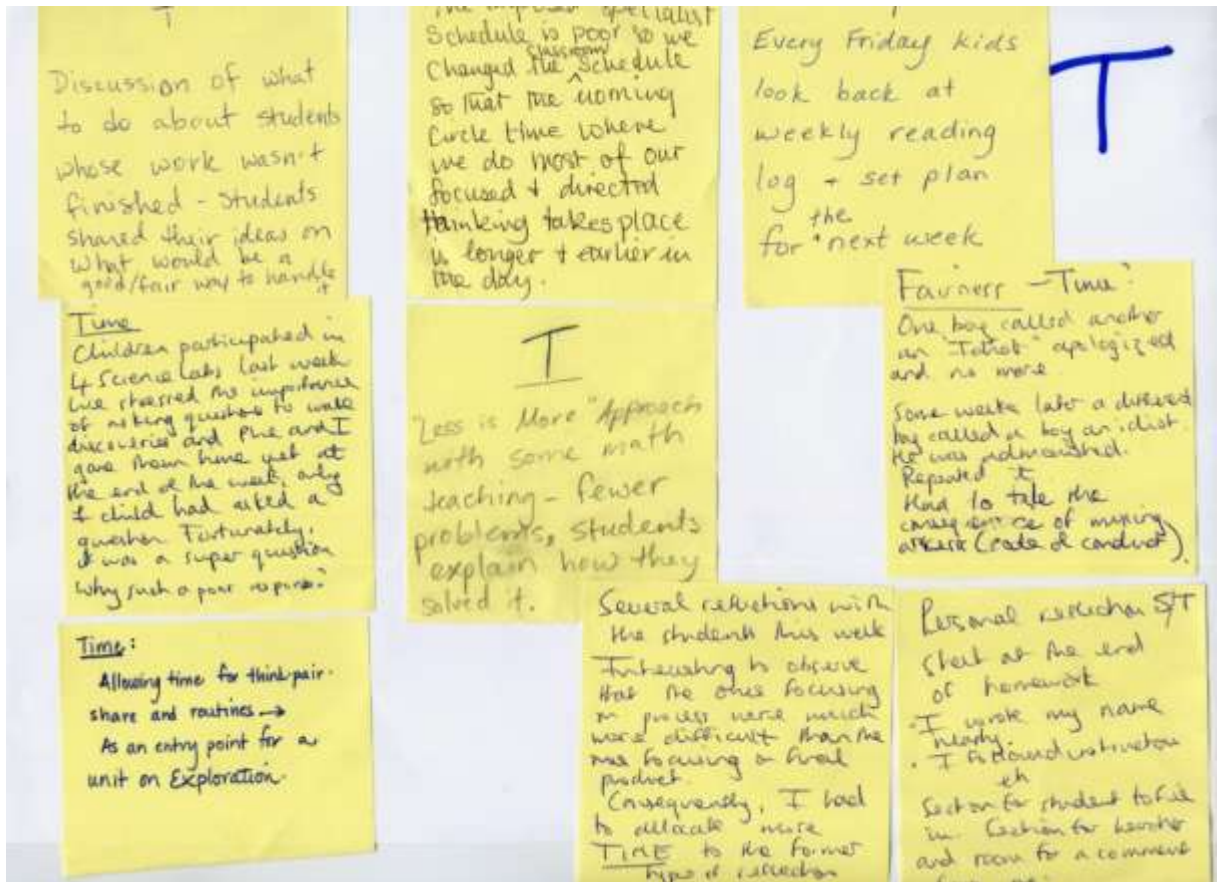 T
Discussion of what
to do about students
whose work wasn't
finished - students
shared their ideas on
what would be a
good/fair way to handle
it
The imposed specialist
Schedule is poor so we
changed the classroom schedule
so that the morning
Circle time where
we do most of our
focused + directed
thinking takes place
is longer + earlier in
the day.
Every Friday kids
look back at
weekly reading
log + set plan
for the next week
T
Time
Children participated in
4 Science Labs last week
We stressed the importance
of asking questions to make
discoveries and and I
gave them time yet at
the end of the week, only
1 child had asked a
question. Fortunately,
it was a super question
Why such a poor response?
T
"Less is More" Approach
with some math
teaching - fewer
problems, students
explain how they
solved it.
Fairness - Time?
One boy called another
an "Idiot" apologized
and no more.
Some weeks later a different
boy called a boy an idiot.
He was admonished.
Repeated it
Had to take the
consequence of missing
(code of conduct).
Time:
Allowing time for think-pair-
share and routines →
As an entry point for a
unit on Exploration.
Several reflections with
the students this week
Interesting to observe
that the ones focusing
on process were much
more difficult than the
ones focusing on final
product.
Consequently, I had
to allocate more
TIME to the former
type of reflection
Personal reflection S/T
sheet at the end
of homework
• I wrote my name
neatly.
• I followed instructions
Section for student to fill
in. Section for teacher
and room for a comment